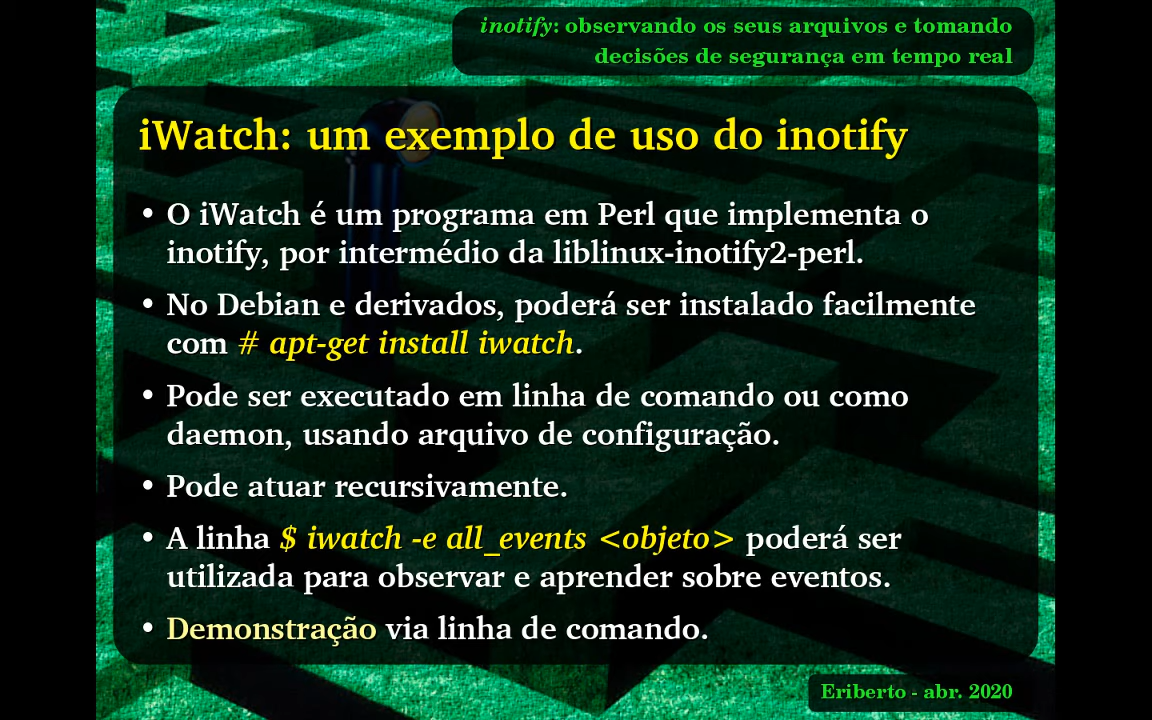 inotify: observando os seus arquivos e tomando
decisões de segurança em tempo real
iWatch: um exemplo de uso do inotify
• O iWatch é um programa em Perl que implementa o
inotify, por intermédio da liblinux-inotify2-perl.
• No Debian e derivados, poderá ser instalado facilmente
com # apt-get install iwatch.
• Pode ser executado em linha de comando ou como
daemon, usando arquivo de configuração.
• Pode atuar recursivamente.
• A linha $ iwatch -e all_events <objeto> poderá ser
utilizada para observar e aprender sobre eventos.
• Demonstração via linha de comando.
Eriberto - abr. 2020